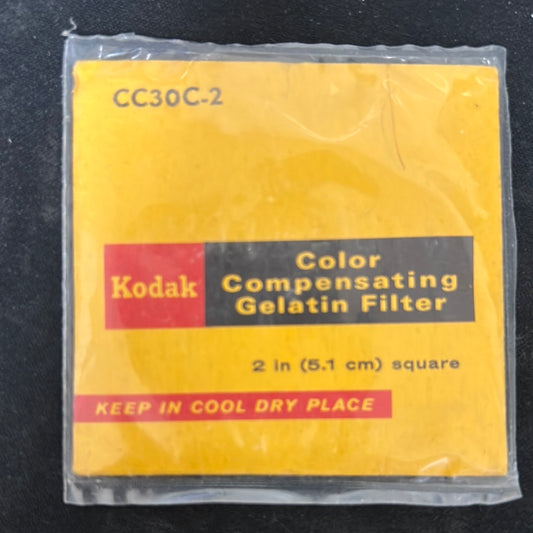 CC30C-2
Kodak
Color
Compensating
Gelatin Filter
2 in (5.1 cm) square
KEEP IN COOL DRY PLACE